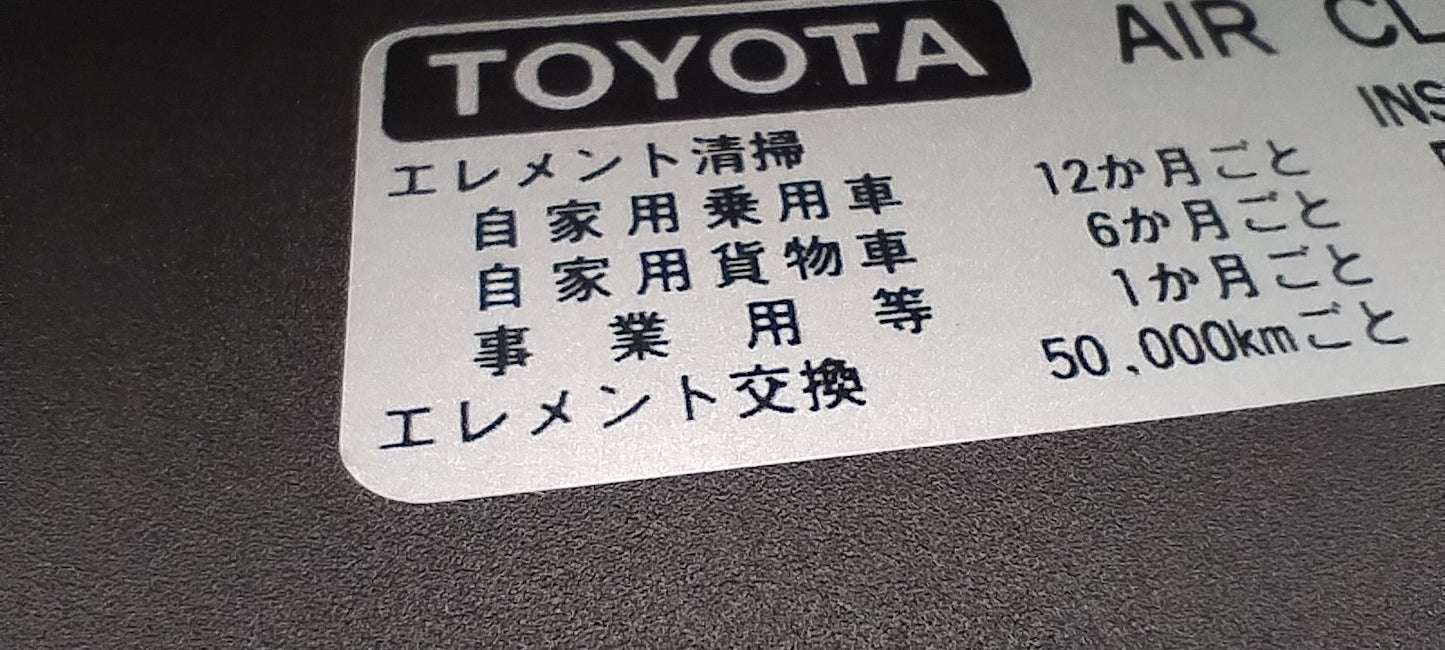 TOYOTA AIR
エレメント清掃
自家用乗用車 12か月ごと
自家用貨物車 6か月ごと
事業用等 1か月ごと
エレメント交換 50,000kmごと